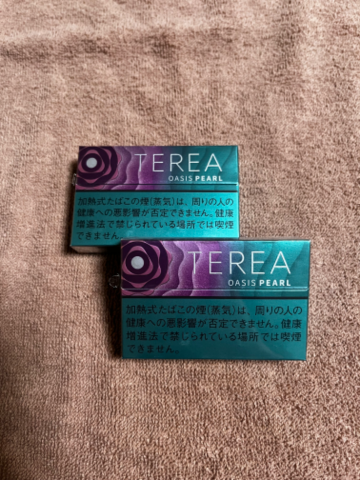 TEREA
OASIS PEARL
加熱式たばこの煙(蒸気)は、周りの人の
健康への悪影響が否定できません。健康
増進法で禁じられている場所では喫煙
できません。
TEREA
OASIS PEARL
加熱式たばこの煙(蒸気)は、周りの人の
健康への悪影響が否定できません。健康
増進法で禁じられている場所では喫煙
できません。